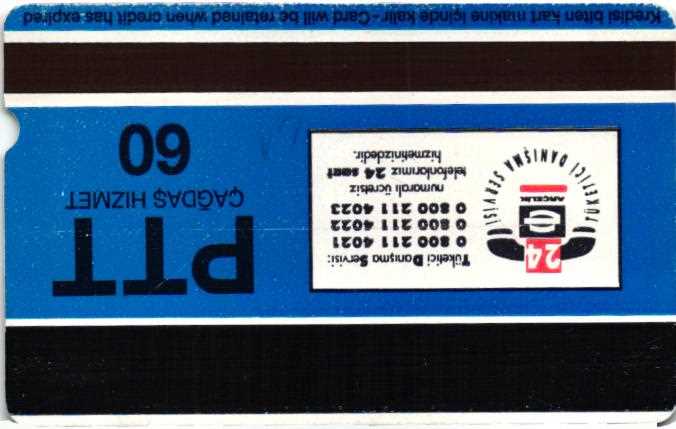 PTT
ÇAĞDAŞ HİZMET
60
24
ARÇELİK
TÜKETİCİ DANIŞMA SERVİSİ
Tüketici Danışma Servisi:
0 800 211 4021
0 800 211 4022
0 800 211 4023
numaralı ücretsiz
telefonlarımız 24 saat
hizmetinizdedir.
Kredisi biten kart makine içinde kalır - Card will be retained when credit has expired